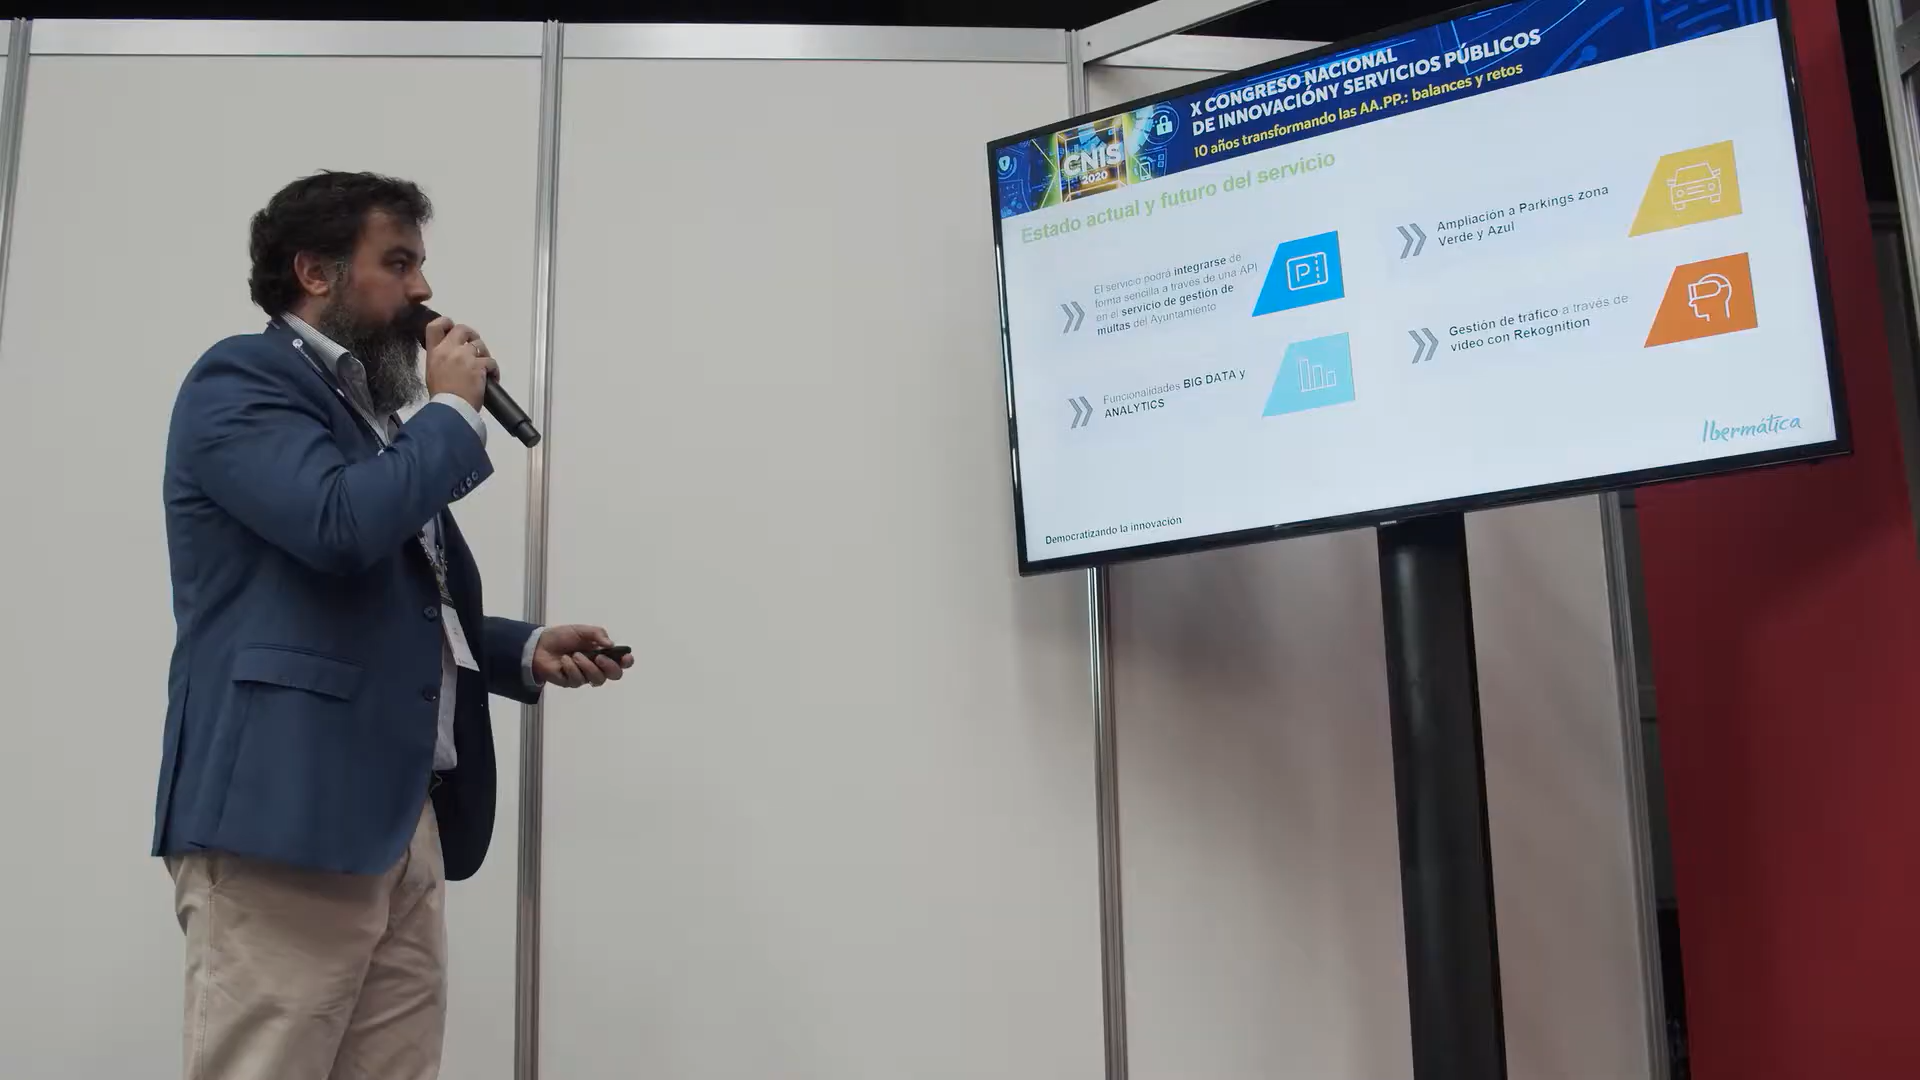 X CONGRESO NACIONAL
DE INNOVACIÓNY SERVICIOS PÚBLICOS
10 años transformando las AA.PP.: balances y retos
CNIS
2020
Estado actual y futuro del servicio
El servicio podrá integrarse de
forma sencilla a través de una API
en el servicio de gestión de
multas del Ayuntamiento
Funcionalidades BIG DATA y
ANALYTICS
Ampliación a Parkings zona
Verde y Azul
Gestión de tráfico a través de
vídeo con Rekognition
Ibermática
Democratizando la innovación